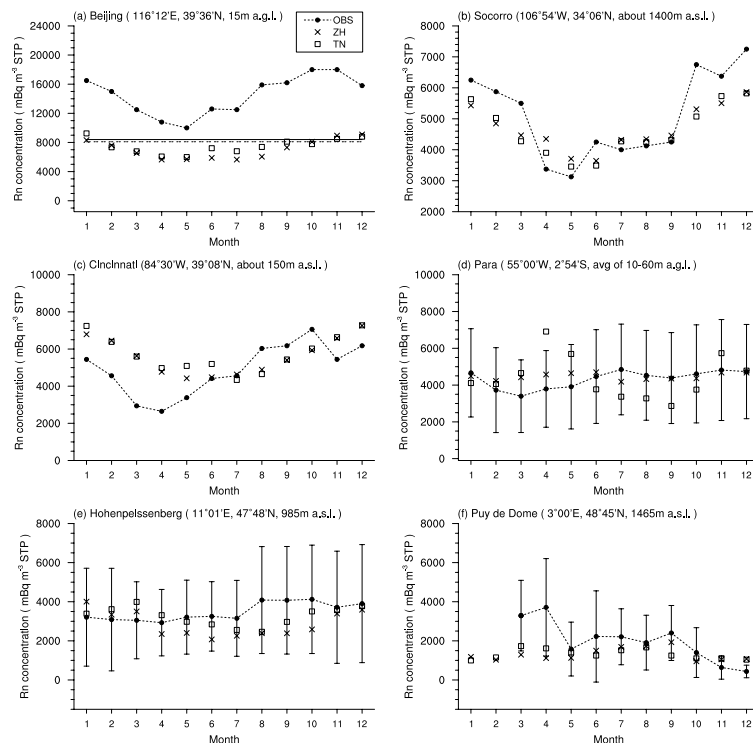 (a) Beijing ( 116°12'E, 39°36'N, 15m a.g.l. )
OBS
ZH
TN
Rn concentration ( mBq m⁻³ STP )
24000
20000
16000
12000
8000
4000
0
1 2 3 4 5 6 7 8 9 10 11 12
Month
(b) Socorro (106°54'W, 34°06'N, about 1400m a.s.l.)
Rn concentration ( mBq m⁻³ STP )
8000
7000
6000
5000
4000
3000
2000
1 2 3 4 5 6 7 8 9 10 11 12
Month
(c) CIncInnatI (84°30'W, 39°08'N, about 150m a.s.l.)
Rn concentration ( mBq m⁻³ STP )
10000
8000
6000
4000
2000
0
1 2 3 4 5 6 7 8 9 10 11 12
Month
(d) Para ( 55°00'W, 2°54'S, avg of 10-60m a.g.l. )
Rn concentration ( mBq m⁻³ STP )
10000
8000
6000
4000
2000
0
1 2 3 4 5 6 7 8 9 10 11 12
Month
(e) Hohenpelssenberg ( 11°01'E, 47°48'N, 985m a.s.l. )
Rn concentration ( mBq m⁻³ STP )
8000
6000
4000
2000
0
1 2 3 4 5 6 7 8 9 10 11 12
Month
(f) Puy de Dome ( 3°00'E, 48°45'N, 1465m a.s.l. )
Rn concentration ( mBq m⁻³ STP )
8000
6000
4000
2000
0
1 2 3 4 5 6 7 8 9 10 11 12
Month